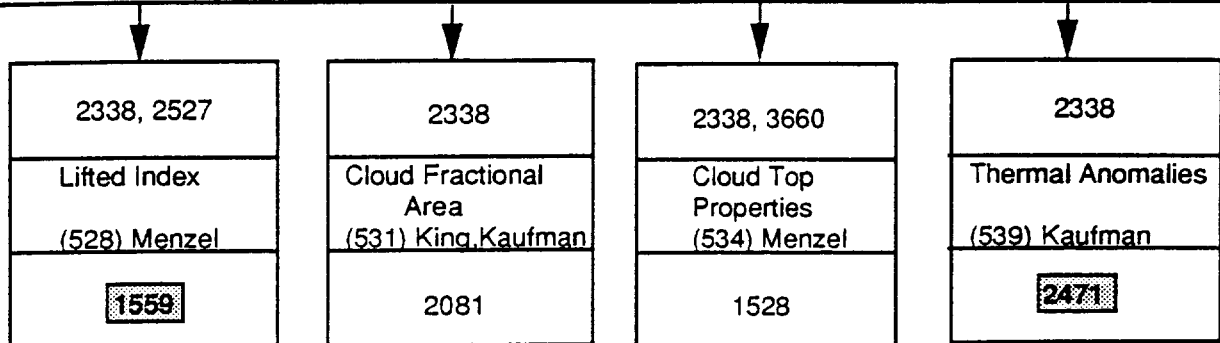 2338, 2527
Lifted Index
(528) Menzel
1559
2338
Cloud Fractional
Area
(531) King,Kaufman
2081
2338, 3660
Cloud Top
Properties
(534) Menzel
1528
2338
Thermal Anomalies
(539) Kaufman
2471